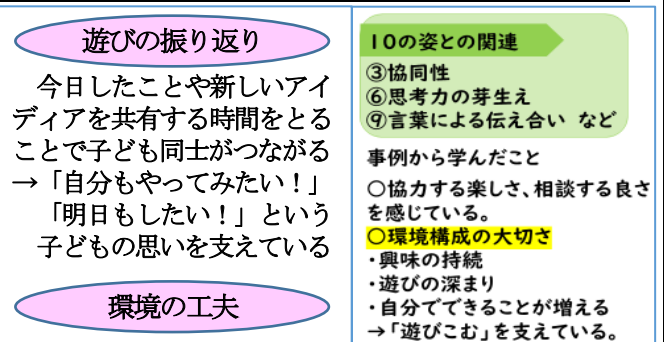 遊びの振り返り
今日したことや新しいアイ
ディアを共有する時間をとる
ことで子ども同士がつながる
→「自分もやってみたい！」
「明日もしたい！」という
子どもの思いを支えている
環境の工夫
10の姿との関連
③協同性
⑥思考力の芽生え
⑨言葉による伝え合い など
事例から学んだこと
〇協力する楽しさ、相談する良さ
を感じている。
〇環境構成の大切さ
・興味の持続
・遊びの深まり
・自分でできることが増える
→「遊びこむ」を支えている。